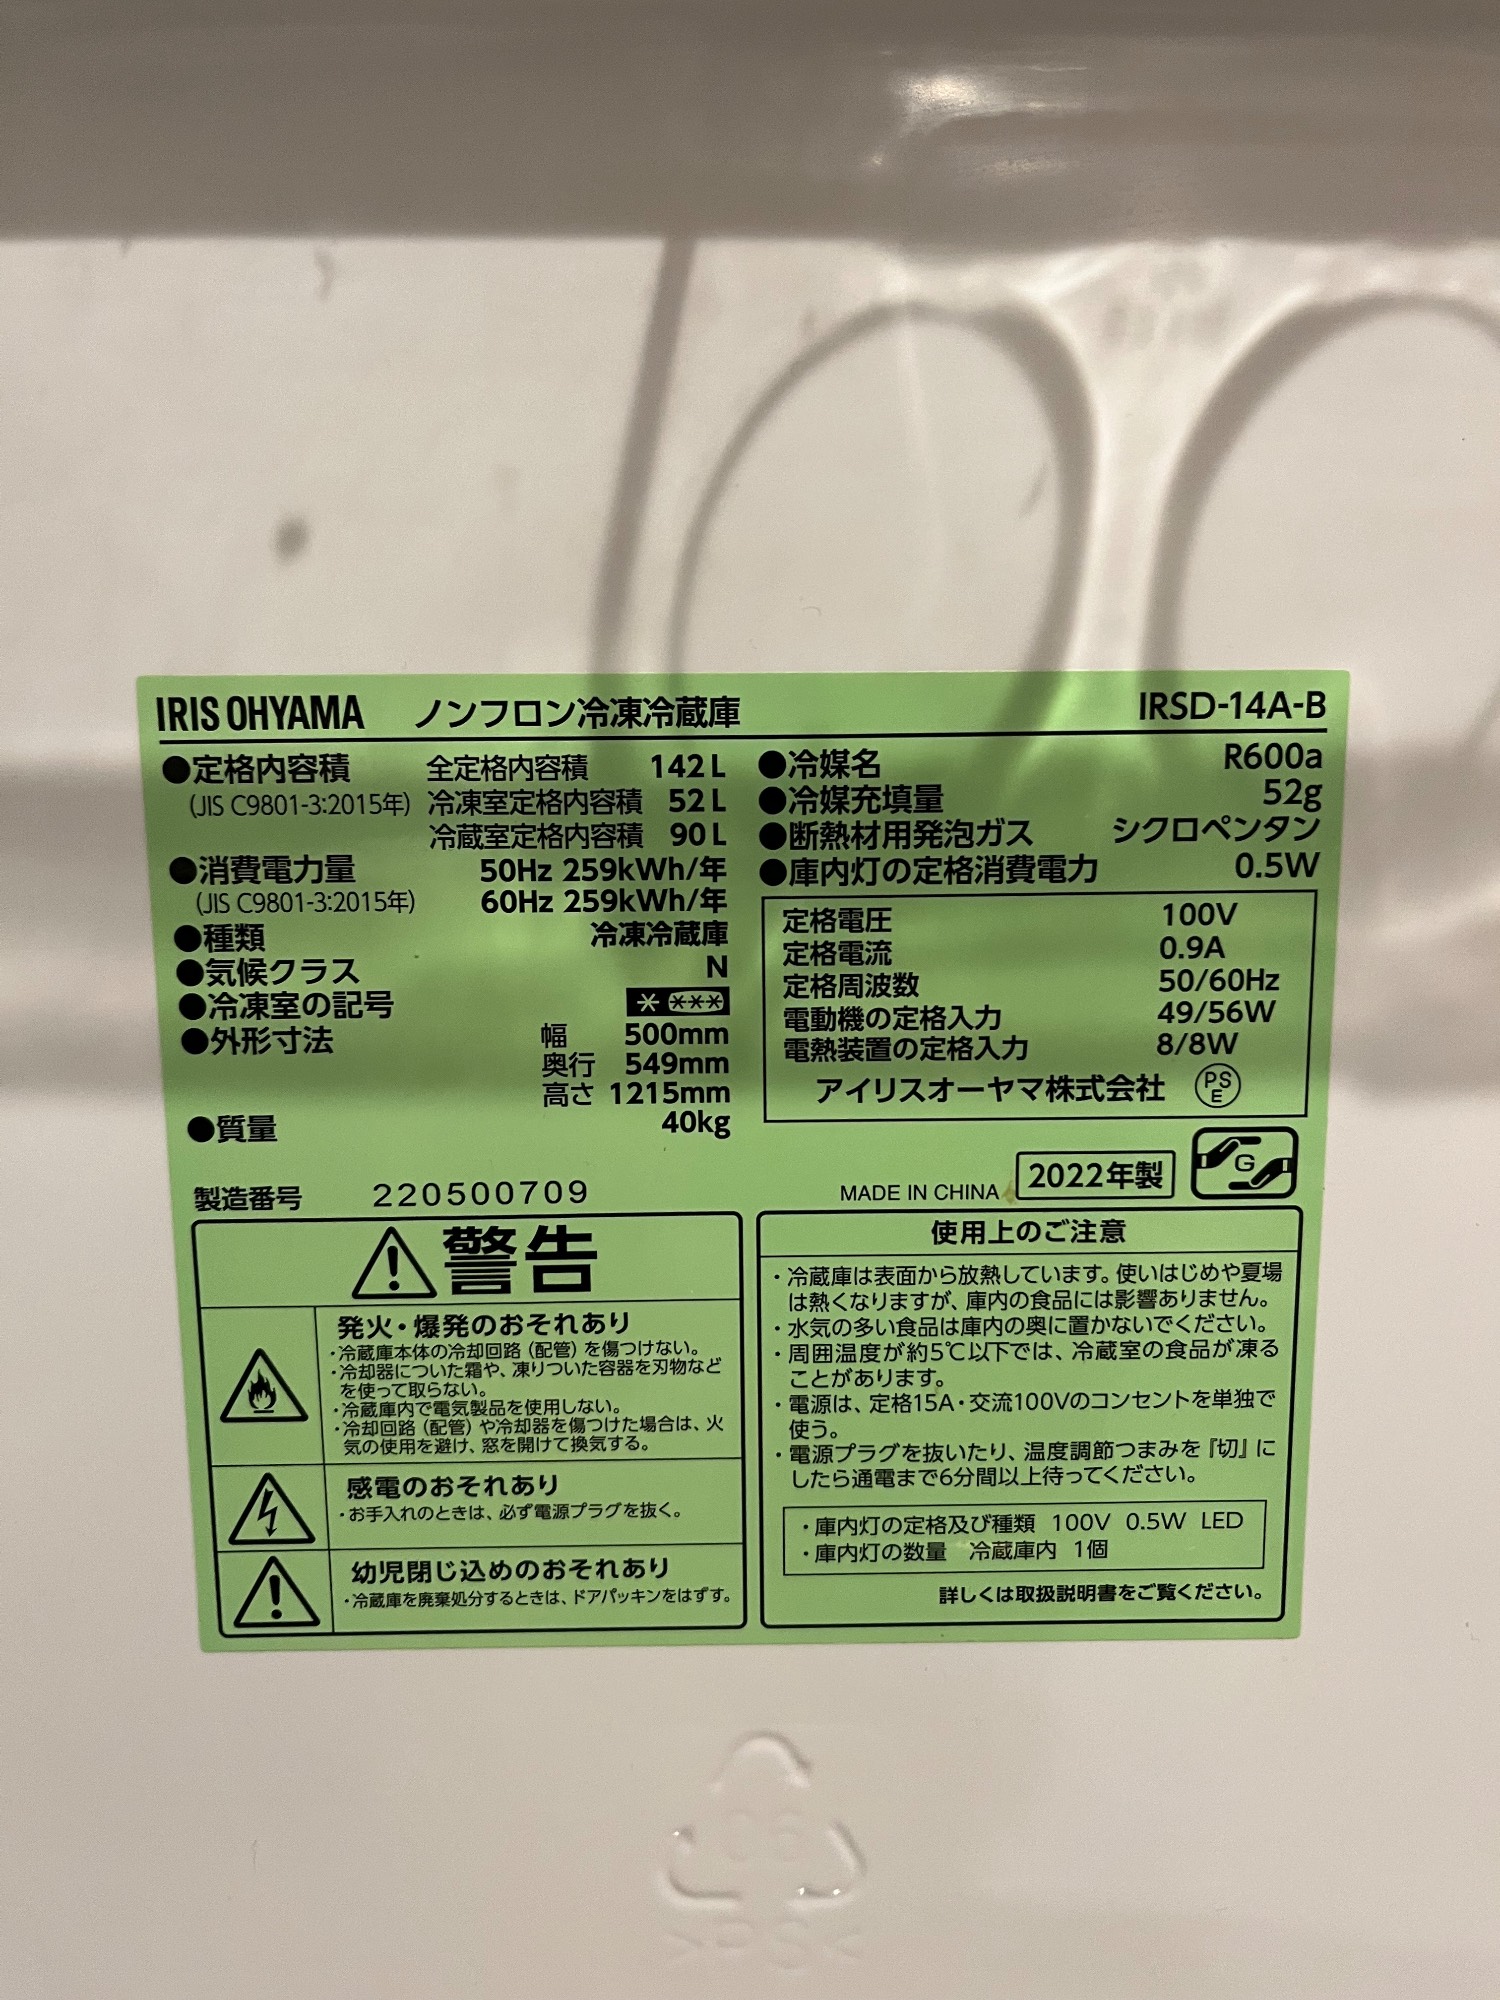 IRIS OHYAMA ノンフロン冷凍冷蔵庫 IRSD-14A-B
●定格内容積 全定格内容積 142L
(JIS C9801-3:2015年) 冷凍室定格内容積 52L
冷蔵室定格内容積 90L
●消費電力量 50Hz 259kWh/年
(JIS C9801-3:2015年) 60Hz 259kWh/年
●種類 冷凍冷蔵庫
●気候クラス N
●冷凍室の記号 * ***
●外形寸法 幅 500mm
奥行 549mm
高さ 1215mm
●質量 40kg
製造番号 220500709
●冷媒名 R600a
●冷媒充填量 52g
●断熱材用発泡ガス シクロペンタン
●庫内灯の定格消費電力 0.5W
定格電圧 100V
定格電流 0.9A
定格周波数 50/60Hz
電動機の定格入力 49/56W
電熱装置の定格入力 8/8W
アイリスオーヤマ株式会社 PSE
MADE IN CHINA 2022年製 G
警告
発火・爆発のおそれあり
・冷蔵庫本体の冷却回路（配管）を傷つけない。
・冷却器についた霜や、凍りついた容器を刃物など
を使って取らない。
・冷蔵庫内で電気製品を使用しない。
・冷却回路（配管）や冷却器を傷つけた場合は、火
気の使用を避け、窓を開けて換気する。
感電のおそれあり
・お手入れのときは、必ず電源プラグを抜く。
幼児閉じ込めのおそれあり
・冷蔵庫を廃棄処分するときは、ドアパッキンをはずす。
使用上のご注意
・冷蔵庫は表面から放熱しています。使いはじめや夏場
は熱くなりますが、庫内の食品には影響ありません。
・水気の多い食品は庫内の奥に置かないでください。
・周囲温度が約5℃以下では、冷蔵室の食品が凍る
ことがあります。
・電源は、定格15A・交流100Vのコンセントを単独で
使う。
・電源プラグを抜いたり、温度調節つまみを『切』に
したら通電まで6分間以上待ってください。
・庫内灯の定格及び種類 100V 0.5W LED
・庫内灯の数量 冷蔵庫内 1個
詳しくは取扱説明書をご覧ください。